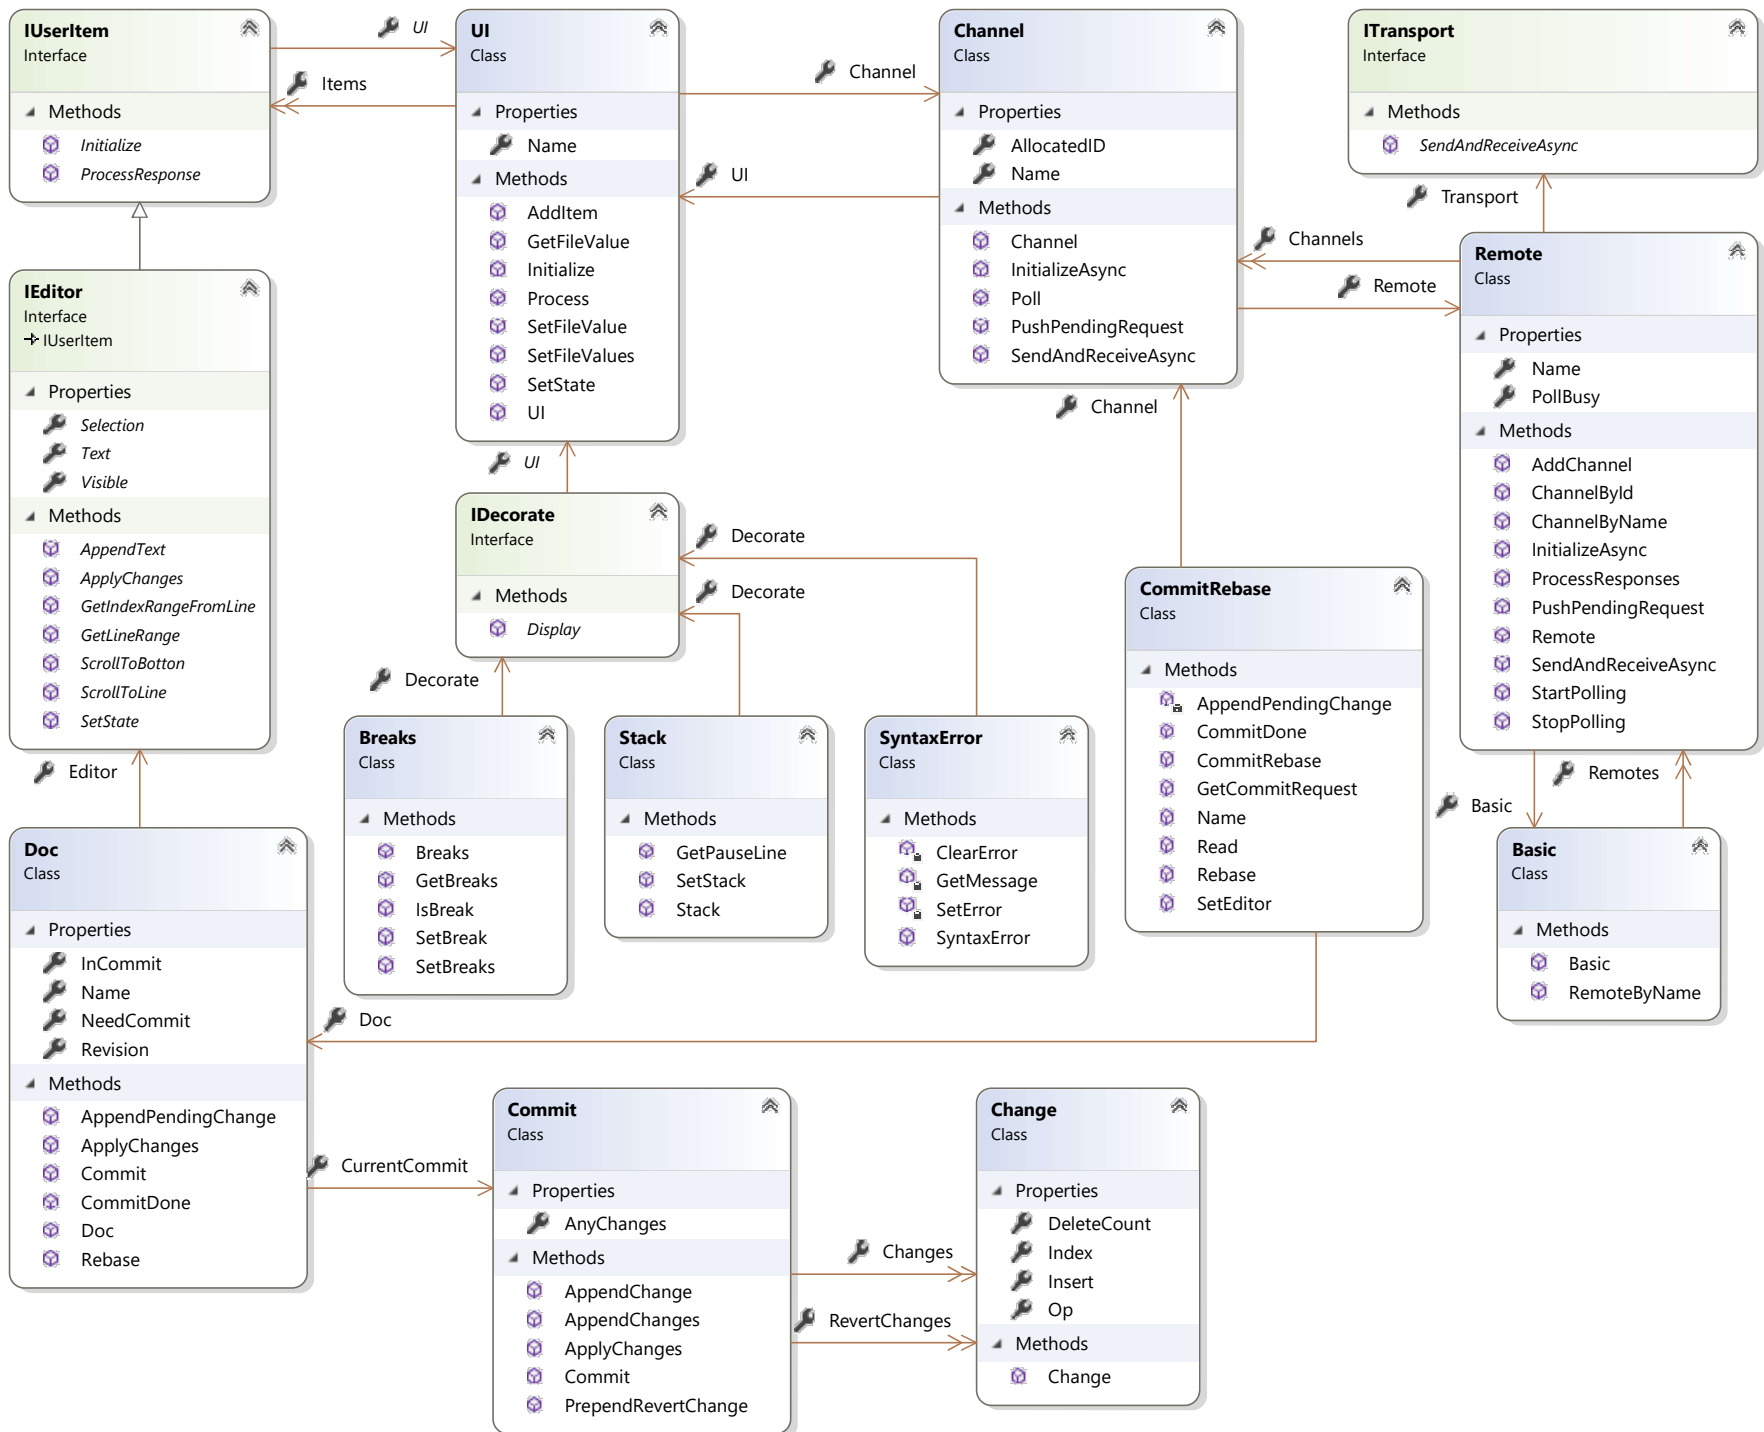 IUserItem
Interface
Methods
Initialize
ProcessResponse
UI
Items
UI
Class
Properties
Name
Methods
AddItem
GetFileValue
Initialize
Process
SetFileValue
SetFileValues
SetState
UI
Channel
UI
Channel
Class
Properties
AllocatedID
Name
Methods
Channel
InitializeAsync
Poll
PushPendingRequest
SendAndReceiveAsync
ITransport
Interface
Methods
SendAndReceiveAsync
Transport
Channels
Remote
Remote
Class
Properties
Name
PollBusy
Methods
AddChannel
ChannelById
ChannelByName
InitializeAsync
ProcessResponses
PushPendingRequest
Remote
SendAndReceiveAsync
StartPolling
StopPolling
IEditor
Interface
IUserItem
Properties
Selection
Text
Visible
Methods
AppendText
ApplyChanges
GetIndexRangeFromLine
GetLineRange
ScrollToBotton
ScrollToLine
SetState
Editor
UI
IDecorate
Interface
Methods
Display
Decorate
Decorate
Decorate
Channel
CommitRebase
Class
Methods
AppendPendingChange
CommitDone
CommitRebase
GetCommitRequest
Name
Read
Rebase
SetEditor
Breaks
Class
Methods
Breaks
GetBreaks
IsBreak
SetBreak
SetBreaks
Stack
Class
Methods
GetPauseLine
SetStack
Stack
SyntaxError
Class
Methods
ClearError
GetMessage
SetError
SyntaxError
Remotes
Basic
Basic
Class
Methods
Basic
RemoteByName
Doc
Class
Properties
InCommit
Name
NeedCommit
Revision
Methods
AppendPendingChange
ApplyChanges
Commit
CommitDone
Doc
Rebase
Doc
CurrentCommit
Commit
Class
Properties
AnyChanges
Methods
AppendChange
AppendChanges
ApplyChanges
Commit
PrependRevertChange
Changes
RevertChanges
Change
Class
Properties
DeleteCount
Index
Insert
Op
Methods
Change